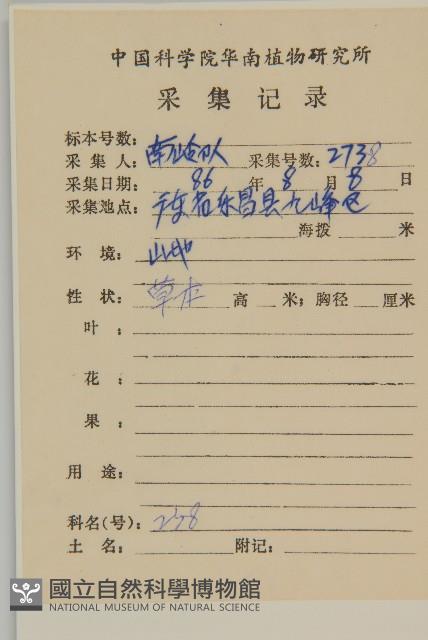 中国科学院华南植物研究所
采集记录
标本号数:
采集人: 南岭队 采集号数: 2738
采集日期: 86 年 8 月 8 日
采集地点: 广东省乐昌县九峰区
海拨 米
环境: 山地
性状: 草本 高 米; 胸径 厘米
叶:
花:
果:
用途:
科名(号): 238
土名: 附记:
國立自然科學博物館
NATIONAL MUSEUM OF NATURAL SCIENCE